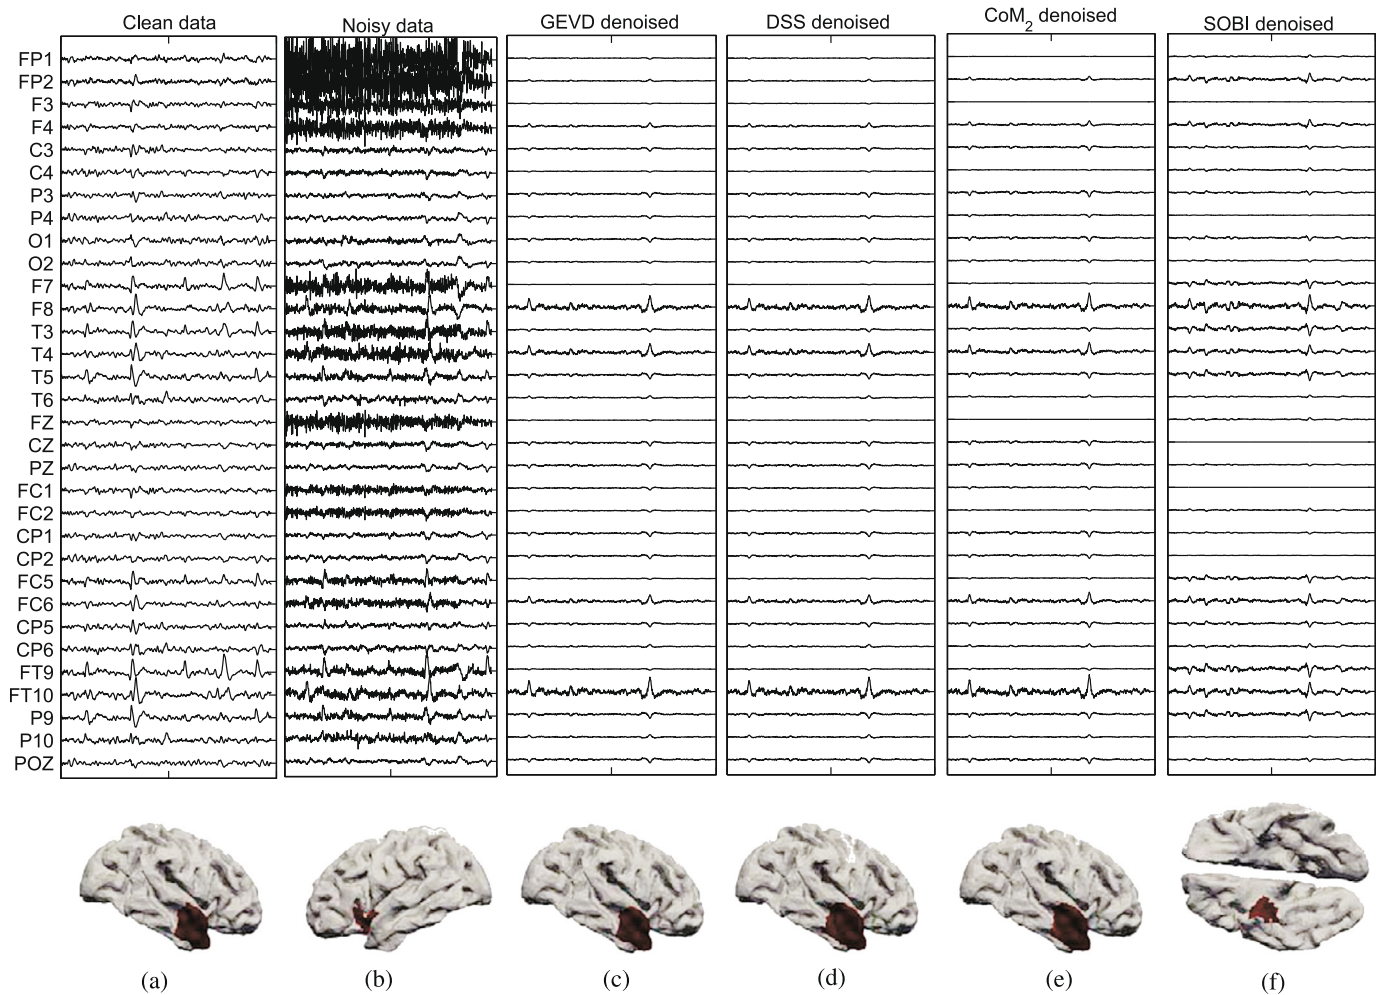 Clean data
Noisy data
GEVD denoised
DSS denoised
CoM2 denoised
SOBI denoised
FP1
FP2
F3
F4
C3
C4
P3
P4
O1
O2
F7
F8
T3
T4
T5
T6
FZ
CZ
PZ
FC1
FC2
CP1
CP2
FC5
FC6
CP5
CP6
FT9
FT10
P9
P10
POZ
(a)
(b)
(c)
(d)
(e)
(f)